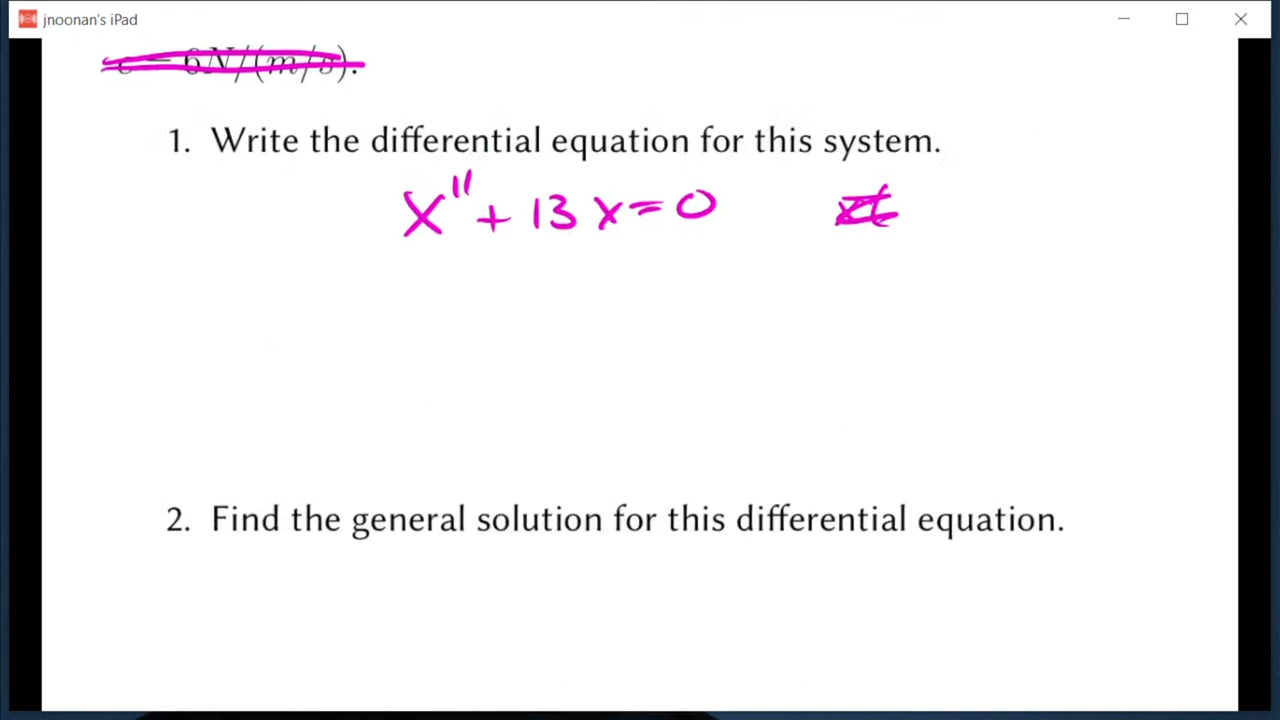 jnoonan's iPad
c = 6N/(m/s).
1. Write the differential equation for this system.
x'' + 13x = 0
2. Find the general solution for this differential equation.